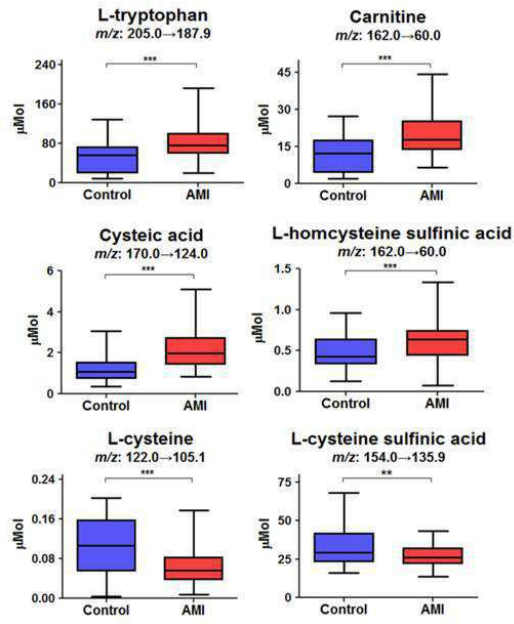 L-tryptophan
m/z: 205.0→187.9
***
240
160
80
0
μMol
Control
AMI
Carnitine
m/z: 162.0→60.0
***
45
30
15
0
μMol
Control
AMI
Cysteic acid
m/z: 170.0→124.0
***
6
4
2
0
μMol
Control
AMI
L-homcysteine sulfinic acid
m/z: 162.0→60.0
***
1.5
1.0
0.5
0.0
μMol
Control
AMI
L-cysteine
m/z: 122.0→105.1
***
0.24
0.16
0.08
0.00
μMol
Control
AMI
L-cysteine sulfinic acid
m/z: 154.0→135.9
**
75
50
25
0
μMol
Control
AMI